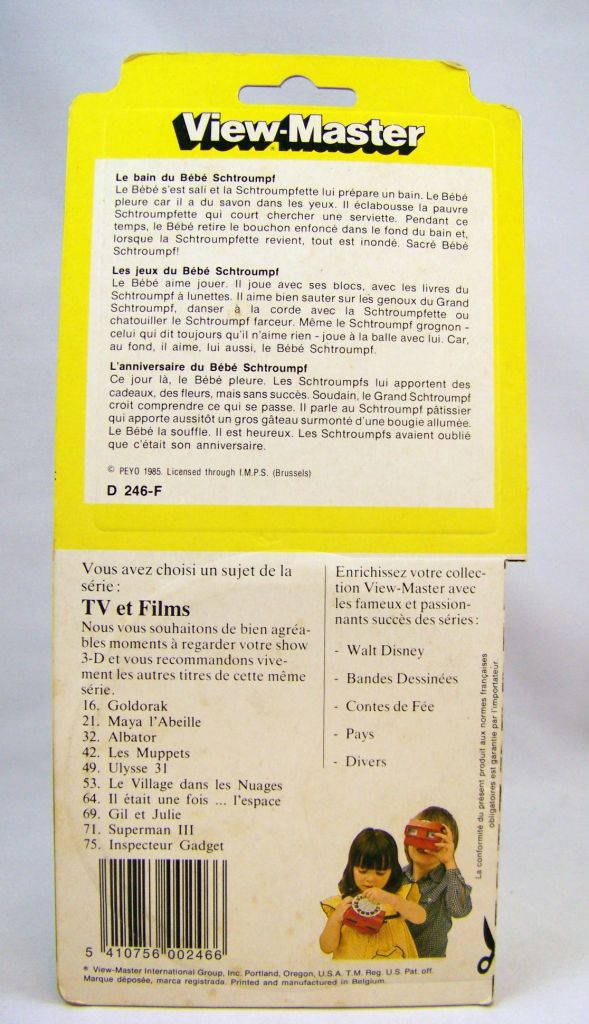 View-Master
Le bain du Bébé Schtroumpf
Le Bébé s'est sali et la Schtroumpfette lui prépare un bain. Le Bébé
pleure car il a du savon dans les yeux. Il éclabousse la pauvre
Schtroumpfette qui court chercher une serviette. Pendant ce
temps, le Bébé retire le bouchon enfoncé dans le fond du bain et,
lorsque la Schtroumpfette revient, tout est inondé. Sacré Bébé
Schtroumpf!
Les jeux du Bébé Schtroumpf
Le Bébé aime jouer. Il joue avec ses blocs, avec les livres du
Schtroumpf à lunettes. Il aime bien sauter sur les genoux du Grand
Schtroumpf, danser à la corde avec la Schtroumpfette ou
chatouiller le Schtroumpf farceur. Même le Schtroumpf grognon -
celui qui dit toujours qu'il n'aime rien - joue à la balle avec lui. Car,
au fond, il aime, lui aussi, le Bébé Schtroumpf.
L'anniversaire du Bébé Schtroumpf
Ce jour là, le Bébé pleure. Les Schtroumpfs lui apportent des
cadeaux, des fleurs, mais sans succès. Soudain, le Grand Schtroumpf
croit comprendre ce qui se passe. Il parle au Schtroumpf pâtissier
qui apporte aussitôt un gros gâteau surmonté d'une bougie allumée.
Le Bébé la souffle. Il est heureux. Les Schtroumpfs avaient oublié
que c'était son anniversaire.
© PEYO 1985. Licensed through I.M.P.S. (Brussels)
D 246-F
Vous avez choisi un sujet de la
série :
TV et Films
Nous vous souhaitons de bien agréa-
bles moments à regarder votre show
3-D et vous recommandons vive-
ment les autres titres de cette même
série.
16. Goldorak
21. Maya l'Abeille
32. Albator
42. Les Muppets
49. Ulysse 31
53. Le Village dans les Nuages
64. Il était une fois ... l'espace
69. Gil et Julie
71. Superman III
75. Inspecteur Gadget
Enrichissez votre collec-
tion View-Master avec
les fameux et passion-
nants succès des séries :
- Walt Disney
- Bandes Dessinées
- Contes de Fée
- Pays
- Divers
La conformité du présent produit aux normes françaises
obligatoires est garantie par l'importateur.
5 410756 002466
® View-Master International Group, Inc. Portland, Oregon, U.S.A. T.M. Reg. U.S. Pat. off.
Marque déposée, marca registrada. Printed and manufactured in Belgium